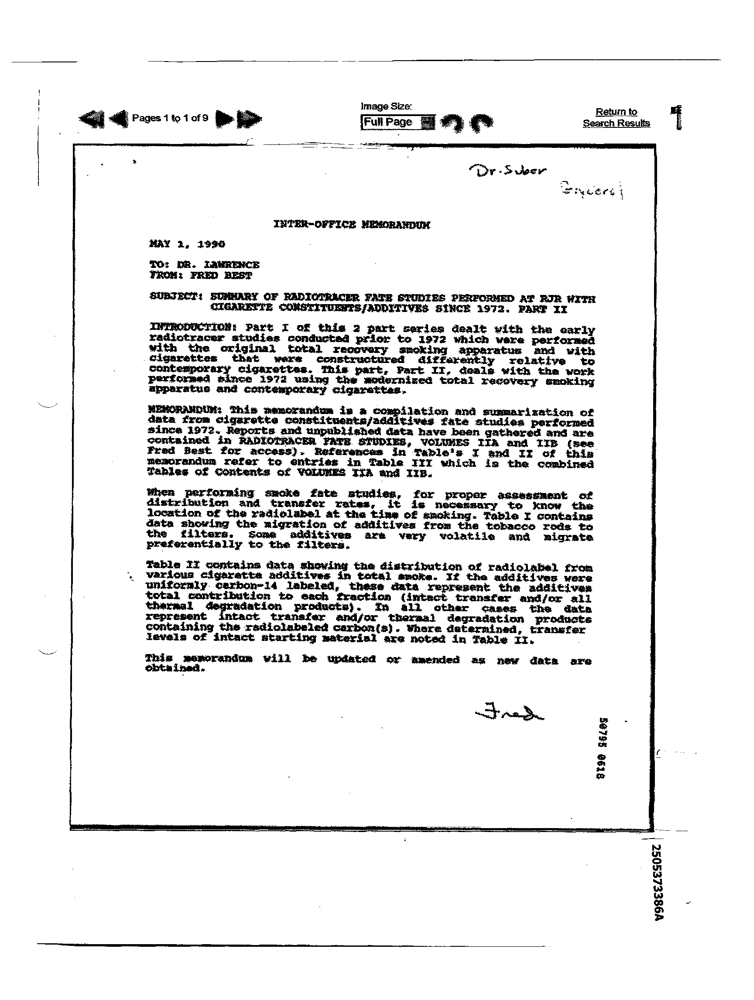 Pages 1 to 1 of 9
Image Size:
Full Page
Return to
Search Results
Dr. Suber
INTER-OFFICE MEMORANDUM
MAY 1, 1990
TO: DR. LAWRENCE
FROM: FRED BEST
SUBJECT: SUMMARY OF RADIOTRACER FATE STUDIES PERFORMED AT RJR WITH
CIGARETTE CONSTITUENTS/ADDITIVES SINCE 1972. PART II
INTRODUCTION: Part I of this 2 part series dealt with the early
radiotracer studies conducted prior to 1972 which were performed
with the original total recovery smoking apparatus and with
cigarettes that were constructed differently relative to
contemporary cigarettes. This part, Part II, deals with the work
performed since 1972 using the modernized total recovery smoking
apparatus and contemporary cigarettes.
MEMORANDUM: This memorandum is a compilation and summarization of
data from cigarette constituents/additives fate studies performed
since 1972. Reports and unpublished data have been gathered and are
contained in RADIOTRACER FATE STUDIES, VOLUMES IIA and IIB (see
Fred Best for access). References in Table's I and II of this
memorandum refer to entries in Table III which is the combined
Tables of Contents of VOLUMES IIA and IIB.
When performing smoke fate studies, for proper assessment of
distribution and transfer rates, it is necessary to know the
location of the radiolabel at the time of smoking. Table I contains
data showing the migration of additives from the tobacco rods to
the filters. Some additives are very volatile and migrate
preferentially to the filters.
Table II contains data showing the distribution of radiolabel from
various cigarette additives in total smoke. If the additives were
uniformly carbon-14 labeled, these data represent the additives
total contribution to each fraction (intact transfer and/or all
thermal degradation products). In all other cases the data
represent intact transfer and/or thermal degradation products
containing the radiolabeled carbon(s). Where determined, transfer
levels of intact starting material are noted in Table II.
This memorandum will be updated or amended as new data are
obtained.
Fred
50795 0618
2505373386A